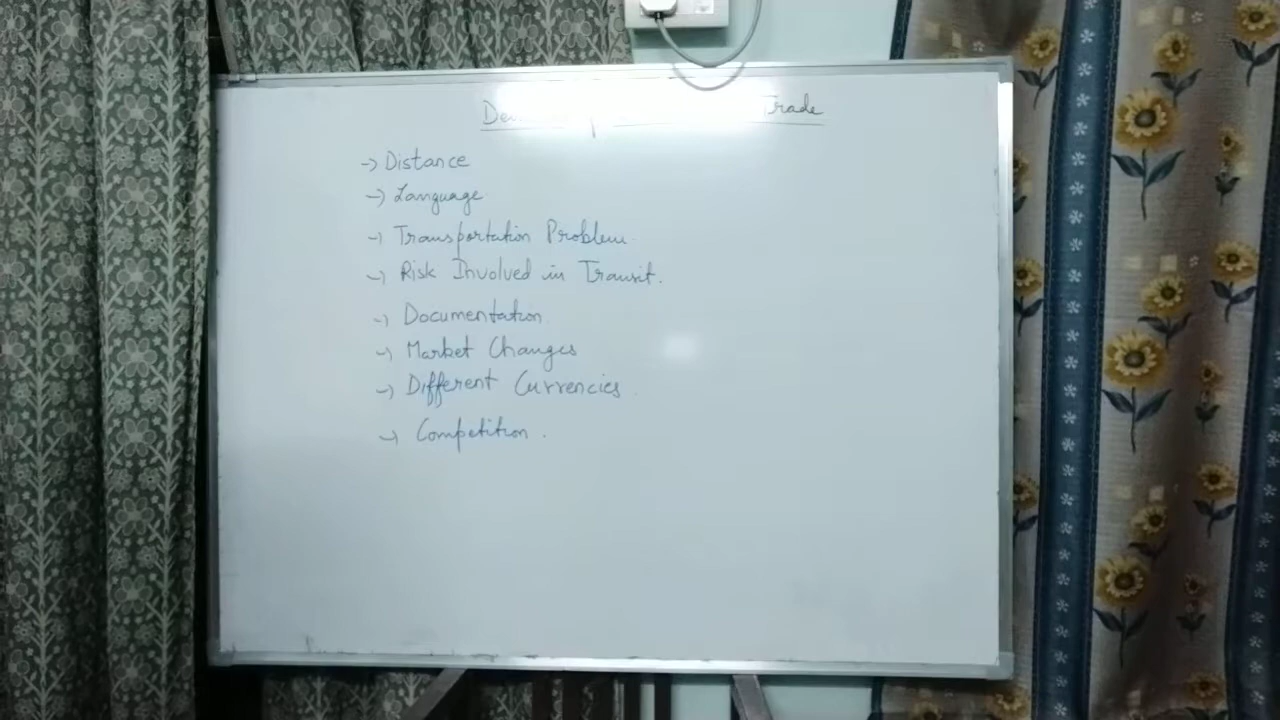 Trade
-> Distance
-> Language
-> Transportation Problem.
-> Risk Involved in Transit.
-> Documentation
-> Market Changes
-> Different Currencies.
-> Competition.